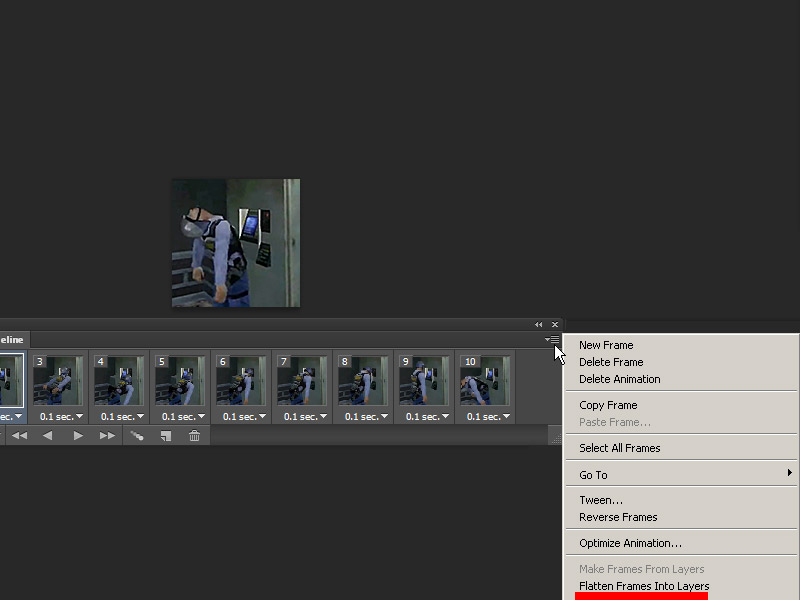 eline
3
4
5
6
7
8
9
10
ec.
0.1 sec.
0.1 sec.
0.1 sec.
0.1 sec.
0.1 sec.
0.1 sec.
0.1 sec.
0.1 sec.
New Frame
Delete Frame
Delete Animation
Copy Frame
Paste Frame...
Select All Frames
Go To
Tween...
Reverse Frames
Optimize Animation...
Make Frames From Layers
Flatten Frames Into Layers